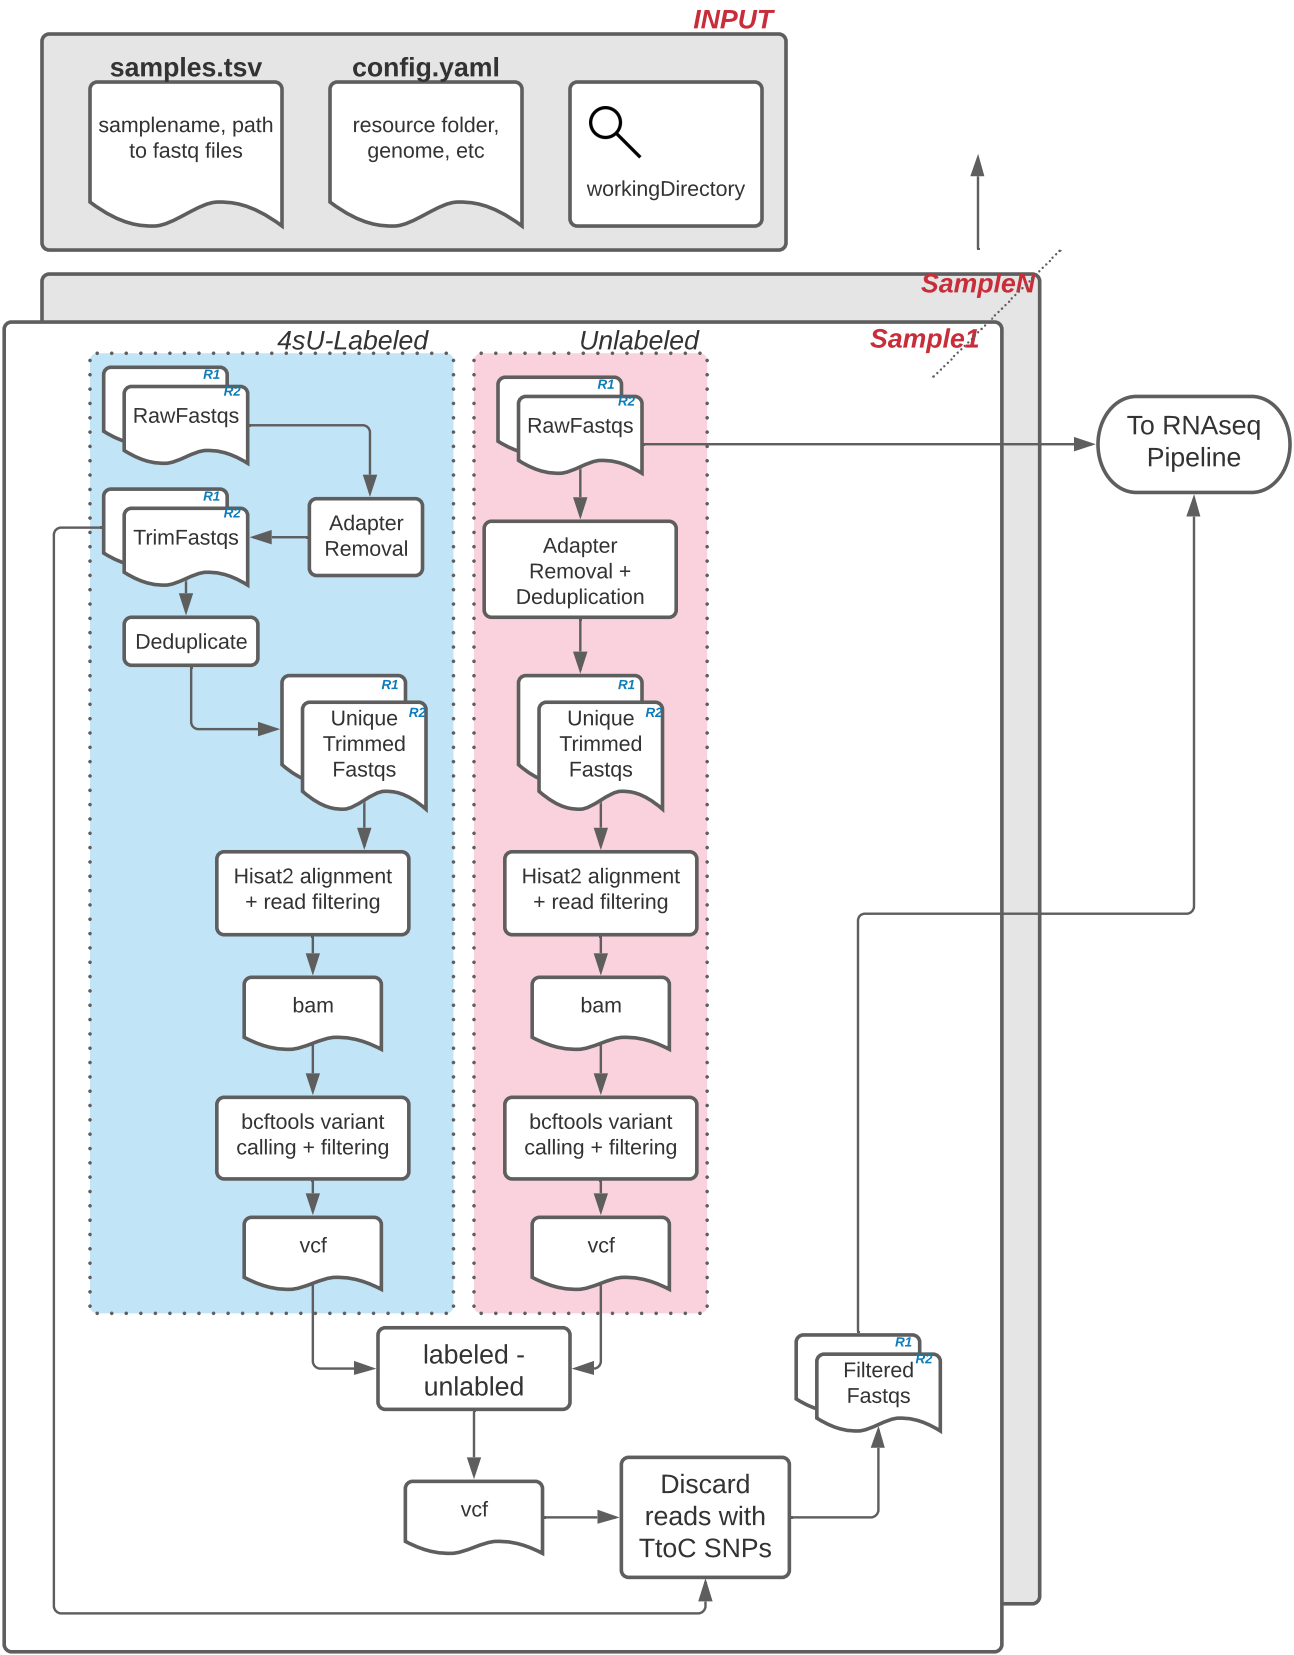 INPUT
samples.tsv
samplename, path
to fastq files
config.yaml
resource folder,
genome, etc
workingDirectory
SampleN
Sample1
4sU-Labeled
R1
R2
RawFastqs
Adapter
Removal
R1
R2
TrimFastqs
Deduplicate
R1
R2
Unique
Trimmed
Fastqs
Hisat2 alignment
+ read filtering
bam
bcftools variant
calling + filtering
vcf
Unlabeled
R1
R2
RawFastqs
Adapter
Removal +
Deduplication
R1
R2
Unique
Trimmed
Fastqs
Hisat2 alignment
+ read filtering
bam
bcftools variant
calling + filtering
vcf
To RNAseq
Pipeline
labeled -
unlabled
vcf
Discard
reads with
TtoC SNPs
R1
R2
Filtered
Fastqs